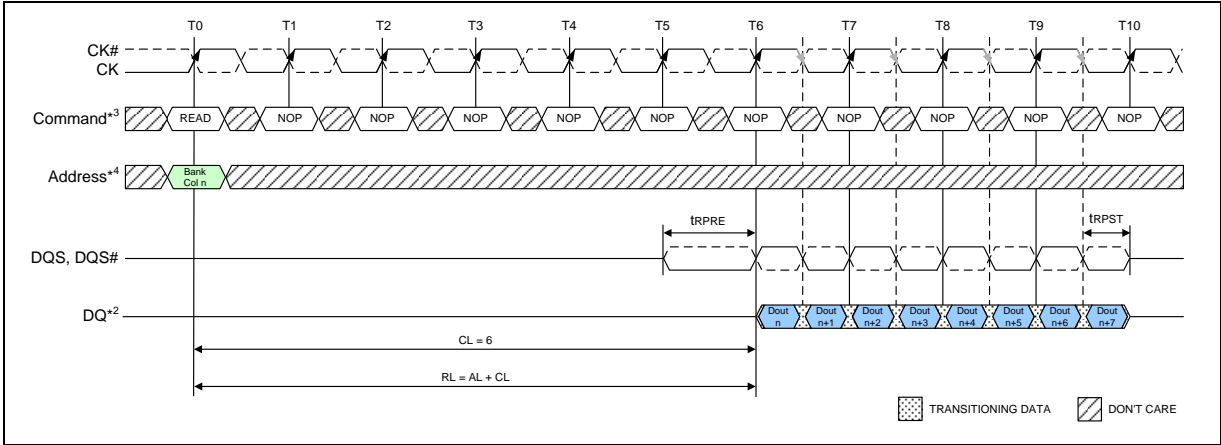 T0 T1 T2 T3 T4 T5 T6 T7 T8 T9 T10
CK#
CK
Command*3 READ NOP NOP NOP NOP NOP NOP NOP NOP NOP NOP
Address*4 Bank
Col n
tRPRE tRPST
DQS, DQS#
DQ*2 Dout Dout Dout Dout Dout Dout Dout Dout
n n+1 n+2 n+3 n+4 n+5 n+6 n+7
CL = 6
RL = AL + CL
TRANSITIONING DATA DON'T CARE